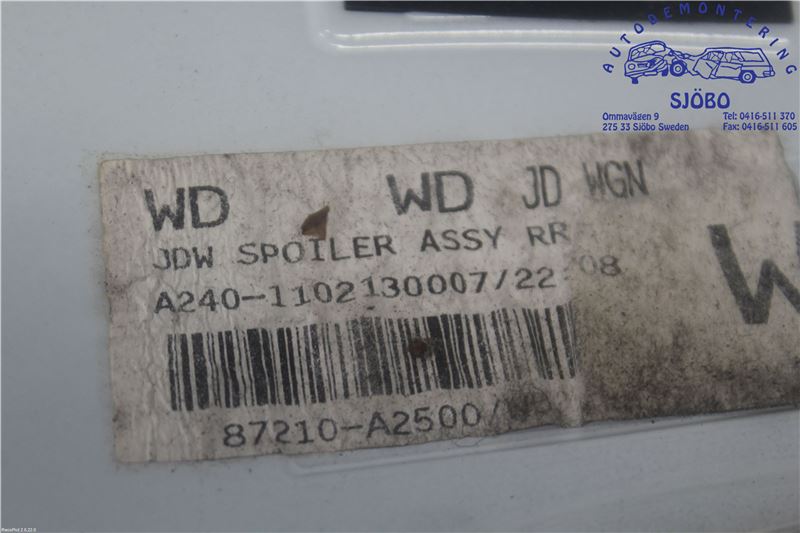 AUTODEMONTERING
SJÖBO
Ommavägen 9 Tel: 0416-511 370
275 33 Sjöbo Sweden Fax: 0416-511 605
WD WD JD WGN
JDW SPOILER ASSY RR
A240-1102130007/22:08
W
87210-A2500/